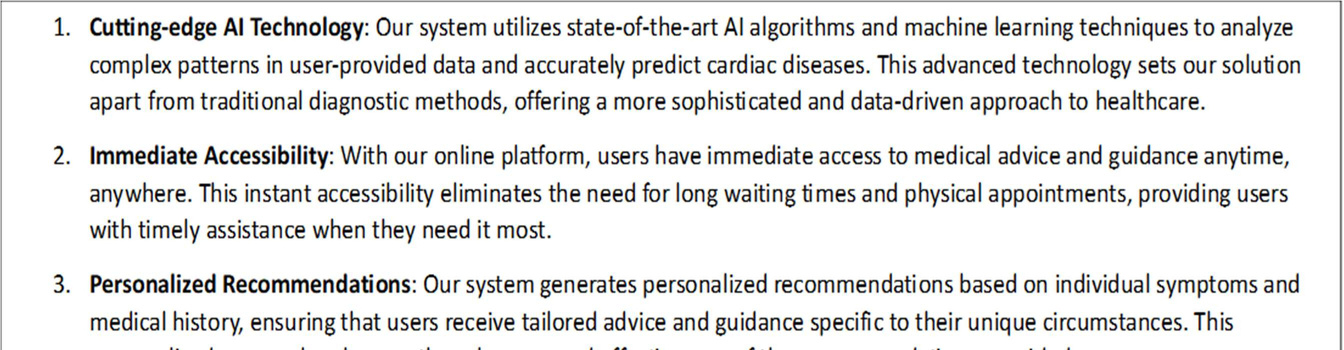 1. Cutting-edge AI Technology: Our system utilizes state-of-the-art AI algorithms and machine learning techniques to analyze
complex patterns in user-provided data and accurately predict cardiac diseases. This advanced technology sets our solution
apart from traditional diagnostic methods, offering a more sophisticated and data-driven approach to healthcare.
2. Immediate Accessibility: With our online platform, users have immediate access to medical advice and guidance anytime,
anywhere. This instant accessibility eliminates the need for long waiting times and physical appointments, providing users
with timely assistance when they need it most.
3. Personalized Recommendations: Our system generates personalized recommendations based on individual symptoms and
medical history, ensuring that users receive tailored advice and guidance specific to their unique circumstances. This